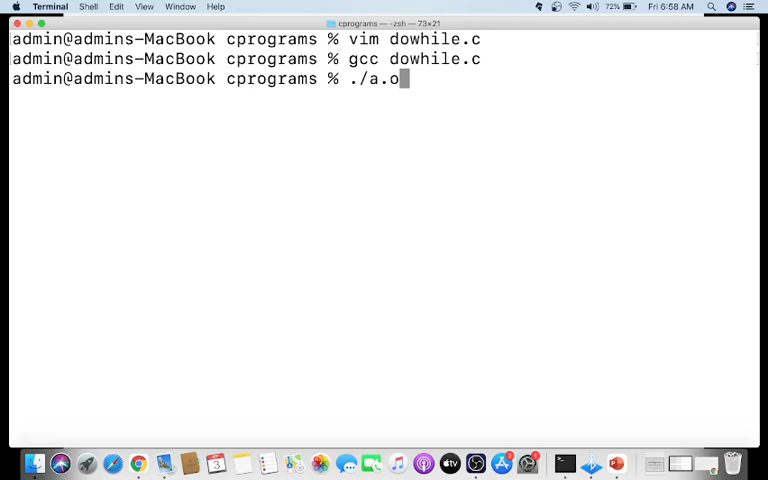 Terminal Shell Edit View Window Help 72% Fri 6:58 AM
cprograms — -zsh — 73×21
admin@admins-MacBook cprograms % vim dowhile.c
admin@admins-MacBook cprograms % gcc dowhile.c
admin@admins-MacBook cprograms % ./a.o
3